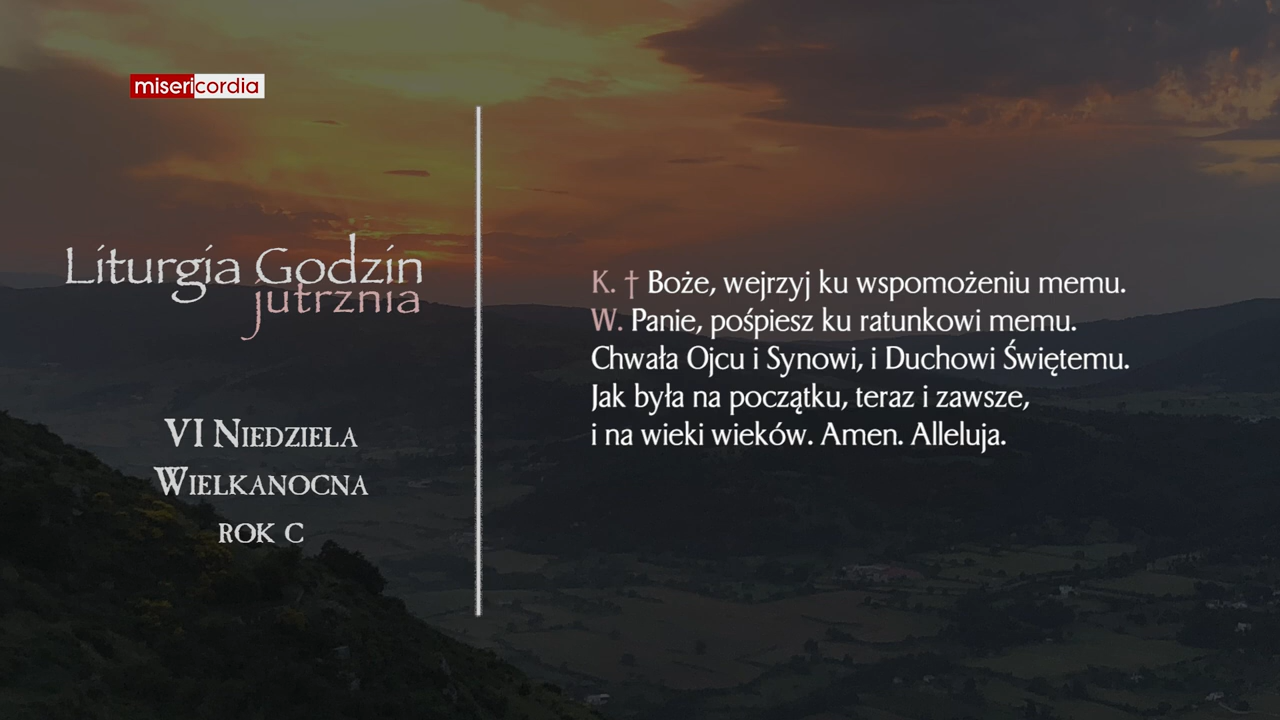 misericordia
Liturgia Godzin
jutrznia
VI Niedziela
Wielkanocna
rok C
K. † Boże, wejrzyj ku wspomożeniu memu.
W. Panie, pośpiesz ku ratunkowi memu.
Chwała Ojcu i Synowi, i Duchowi Świętemu.
Jak była na początku, teraz i zawsze,
i na wieki wieków. Amen. Alleluja.